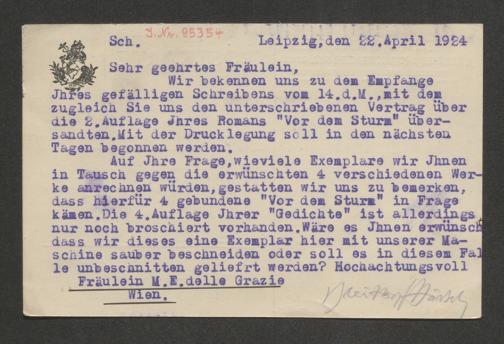 J.Nr. 95354
Sch. Leipzig,den 22.April 1924
Sehr geehrtes Fräulein,
Wir bekennen uns zu dem Empfange
Jhres gefälligen Schreibens vom 14.d.M.,mit dem
zugleich Sie uns den unterschriebenen Vertrag über
die 2.Auflage Jhres Romans "Vor dem Sturm" über-
sandten.Mit der Drucklegung soll in den nächsten
Tagen begonnen werden.
Auf Jhre Frage,wieviele Exemplare wir Jhnen
in Tausch gegen die erwünschten 4 verschiedenen Wer-
ke anrechnen würden,gestatten wir uns zu bemerken,
dass hierfür 4 gebundene "Vor dem Sturm" in Frage
kämen.Die 4.Auflage Jhrer "Gedichte" ist allerdings
nur noch broschiert vorhanden.Wäre es Jhnen erwünsch
dass wir dieses eine Exemplar hier mit unserer Ma-
schine sauber beschneiden oder soll es in diesem Fal
le unbeschnitten geliefert werden? Hochachtungsvoll
Fräulein M.E.delle Grazie
Wien.